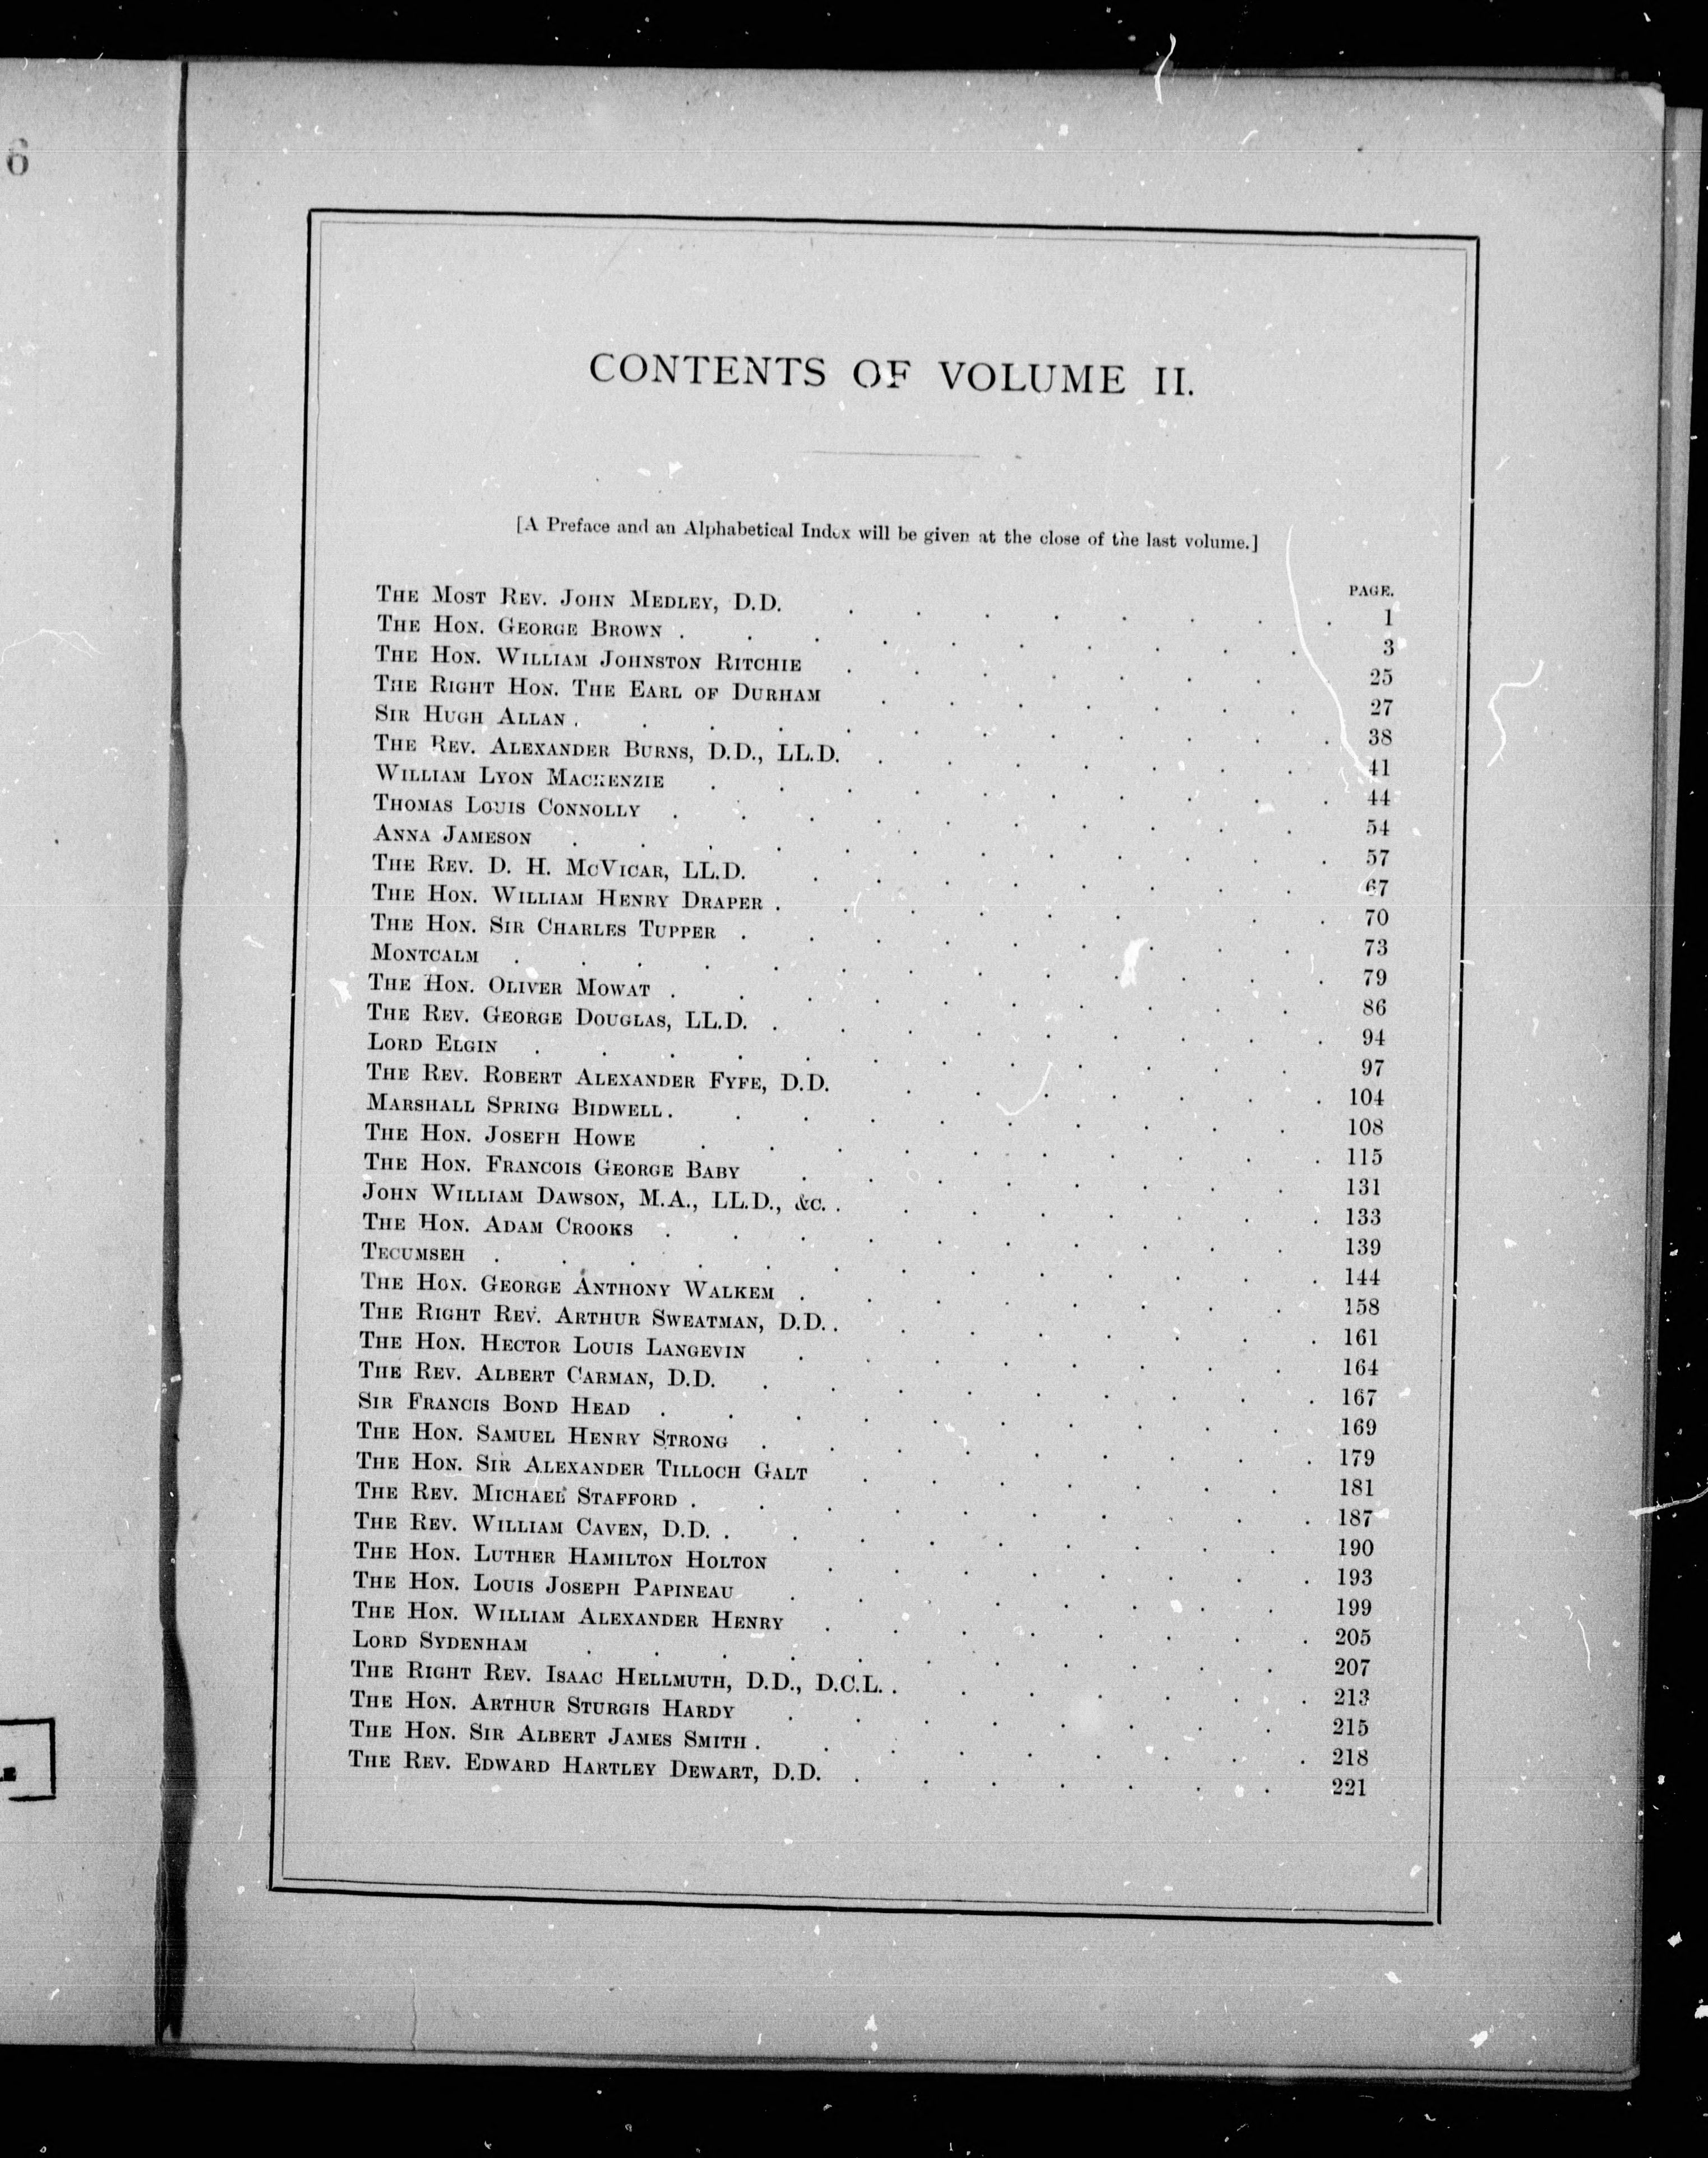 6
CONTENTS OF VOLUME II.
[A Preface and an Alphabetical Index will be given at the close of the last volume.]
PAGE.
THE MOST REV. JOHN MEDLEY, D.D. . . . . . . . . 1
THE HON. GEORGE BROWN . . . . . . . . . . 3
THE HON. WILLIAM JOHNSTON RITCHIE . . . . . . . 25
THE RIGHT HON. THE EARL OF DURHAM . . . . . . . 27
SIR HUGH ALLAN . . . . . . . . . . . . 38
THE REV. ALEXANDER BURNS, D.D., LL.D. . . . . . . . 41
WILLIAM LYON MACKENZIE . . . . . . . . . . 44
THOMAS LOUIS CONNOLLY . . . . . . . . . . 54
ANNA JAMESON . . . . . . . . . . . . 57
THE REV. D. H. MCVICAR, LL.D. . . . . . . . . 67
THE HON. WILLIAM HENRY DRAPER . . . . . . . . 70
THE HON. SIR CHARLES TUPPER . . . . . . . . . 73
MONTCALM . . . . . . . . . . . . . 79
THE HON. OLIVER MOWAT . . . . . . . . . . 86
THE REV. GEORGE DOUGLAS, LL.D. . . . . . . . . . 94
LORD ELGIN . . . . . . . . . . . . 97
THE REV. ROBERT ALEXANDER FYFE, D.D. . . . . . . . 104
MARSHALL SPRING BIDWELL . . . . . . . . . . 108
THE HON. JOSEPH HOWE . . . . . . . . . . 115
THE HON. FRANCOIS GEORGE BABY . . . . . . . . 131
JOHN WILLIAM DAWSON, M.A., LL.D., &C. . . . . . . . . 133
THE HON. ADAM CROOKS . . . . . . . . . . 139
TECUMSEH . . . . . . . . . . . . . 144
THE HON. GEORGE ANTHONY WALKEM . . . . . . . . 158
THE RIGHT REV. ARTHUR SWEATMAN, D.D. . . . . . . . . 161
THE HON. HECTOR LOUIS LANGEVIN . . . . . . . . 164
THE REV. ALBERT CARMAN, D.D. . . . . . . . . . 167
SIR FRANCIS BOND HEAD . . . . . . . . . . 169
THE HON. SAMUEL HENRY STRONG . . . . . . . . . 179
THE HON. SIR ALEXANDER TILLOCH GALT . . . . . . . 181
THE REV. MICHAEL STAFFORD . . . . . . . . . . 187
THE REV. WILLIAM CAVEN, D.D. . . . . . . . . . 190
THE HON. LUTHER HAMILTON HOLTON . . . . . . . . 193
THE HON. LOUIS JOSEPH PAPINEAU . . . . . . . . 199
THE HON. WILLIAM ALEXANDER HENRY . . . . . . . . 205
LORD SYDENHAM . . . . . . . . . . . 207
THE RIGHT REV. ISAAC HELLMUTH, D.D., D.C.L. . . . . . . . 213
THE HON. ARTHUR STURGIS HARDY . . . . . . . . 215
THE HON. SIR ALBERT JAMES SMITH . . . . . . . . . 218
THE REV. EDWARD HARTLEY DEWART, D.D. . . . . . . . 221